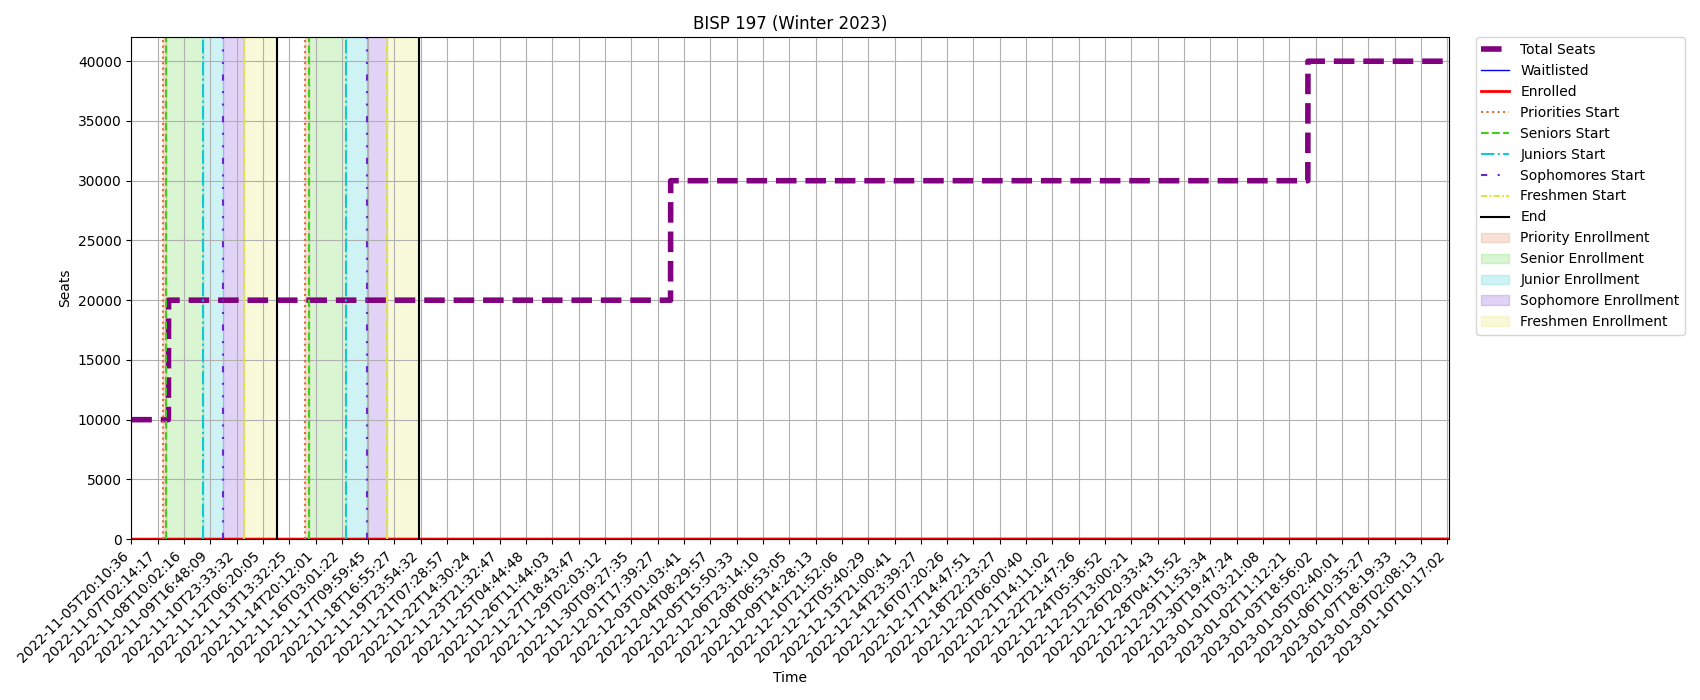 BISP 197 (Winter 2023)
Seats
40000
35000
30000
25000
20000
15000
10000
5000
0
2022-11-05T20:10:36
2022-11-07T02:14:17
2022-11-08T10:02:16
2022-11-09T16:48:09
2022-11-10T23:33:32
2022-11-12T06:20:05
2022-11-13T13:32:25
2022-11-14T20:12:01
2022-11-16T03:01:22
2022-11-17T09:59:45
2022-11-18T16:55:27
2022-11-19T23:54:32
2022-11-21T07:28:57
2022-11-22T14:30:24
2022-11-23T21:32:47
2022-11-25T04:44:48
2022-11-26T11:44:03
2022-11-27T18:43:47
2022-11-29T02:03:12
2022-11-30T09:27:35
2022-12-01T17:39:27
2022-12-03T01:03:41
2022-12-04T08:29:57
2022-12-05T15:50:33
2022-12-06T23:14:10
2022-12-08T06:53:05
2022-12-09T14:28:13
2022-12-10T21:52:06
2022-12-12T05:40:29
2022-12-13T21:00:41
2022-12-14T23:39:27
2022-12-16T07:20:26
2022-12-17T14:47:51
2022-12-18T22:23:27
2022-12-20T06:00:40
2022-12-21T14:11:02
2022-12-22T21:47:26
2022-12-24T05:36:52
2022-12-25T13:00:21
2022-12-26T20:33:43
2022-12-28T04:15:52
2022-12-29T11:53:34
2022-12-30T19:47:24
2023-01-01T03:21:08
2023-01-02T11:12:21
2023-01-03T18:56:02
2023-01-05T02:40:01
2023-01-06T10:35:27
2023-01-07T18:19:33
2023-01-09T02:08:13
2023-01-10T10:17:02
Time
Total Seats
Waitlisted
Enrolled
Priorities Start
Seniors Start
Juniors Start
Sophomores Start
Freshmen Start
End
Priority Enrollment
Senior Enrollment
Junior Enrollment
Sophomore Enrollment
Freshmen Enrollment